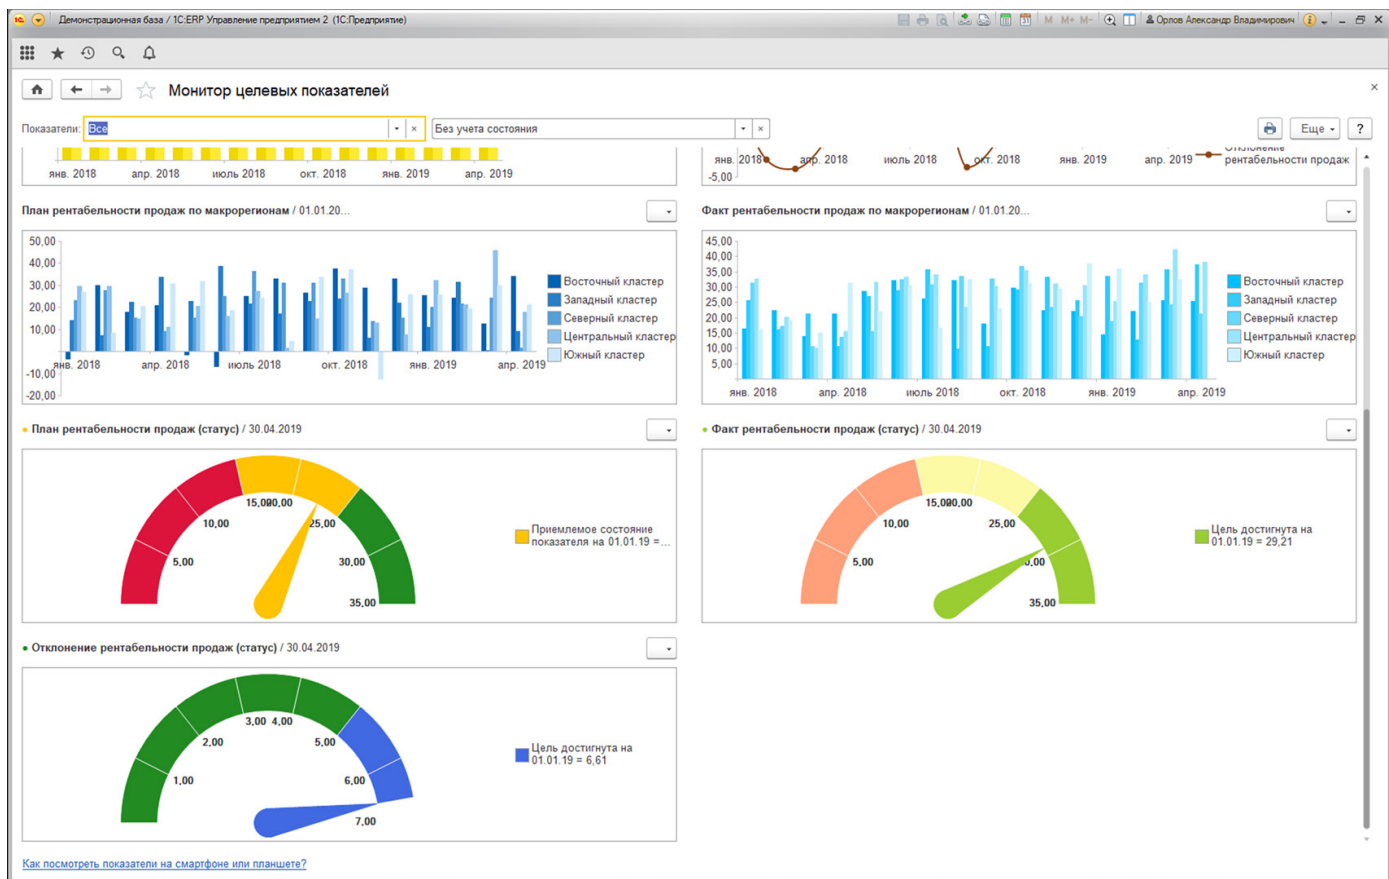 Демонстрационная база / 1С:ERP Управление предприятием 2 (1С:Предприятие)
M M+ M- Орлов Александр Владимирович
Монитор целевых показателей
Показатели: Все Без учета состояния Еще ?
янв. 2018 апр. 2018 июль 2018 окт. 2018 янв. 2019 апр. 2019
янв. 2018 апр. 2018 июль 2018 окт. 2018 янв. 2019 апр. 2019
-5,00
Отклонение
рентабельности продаж
План рентабельности продаж по макрорегионам / 01.01.20...
50,00
40,00
30,00
20,00
10,00
-10,00
-20,00
янв. 2018 апр. 2018 июль 2018 окт. 2018 янв. 2019 апр. 2019
Восточный кластер
Западный кластер
Северный кластер
Центральный кластер
Южный кластер
Факт рентабельности продаж по макрорегионам / 01.01.20...
45,00
40,00
35,00
30,00
25,00
20,00
15,00
10,00
5,00
янв. 2018 апр. 2018 июль 2018 окт. 2018 янв. 2019 апр. 2019
Восточный кластер
Западный кластер
Северный кластер
Центральный кластер
Южный кластер
План рентабельности продаж (статус) / 30.04.2019
5,00
10,00
15,00
20,00
25,00
30,00
35,00
Приемлемое состояние
показателя на 01.01.19 =...
Факт рентабельности продаж (статус) / 30.04.2019
5,00
10,00
15,00
20,00
25,00
35,00
Цель достигнута на
01.01.19 = 29,21
Отклонение рентабельности продаж (статус) / 30.04.2019
1,00
2,00
3,00
4,00
5,00
6,00
7,00
Цель достигнута на
01.01.19 = 6,61
Как посмотреть показатели на смартфоне или планшете?